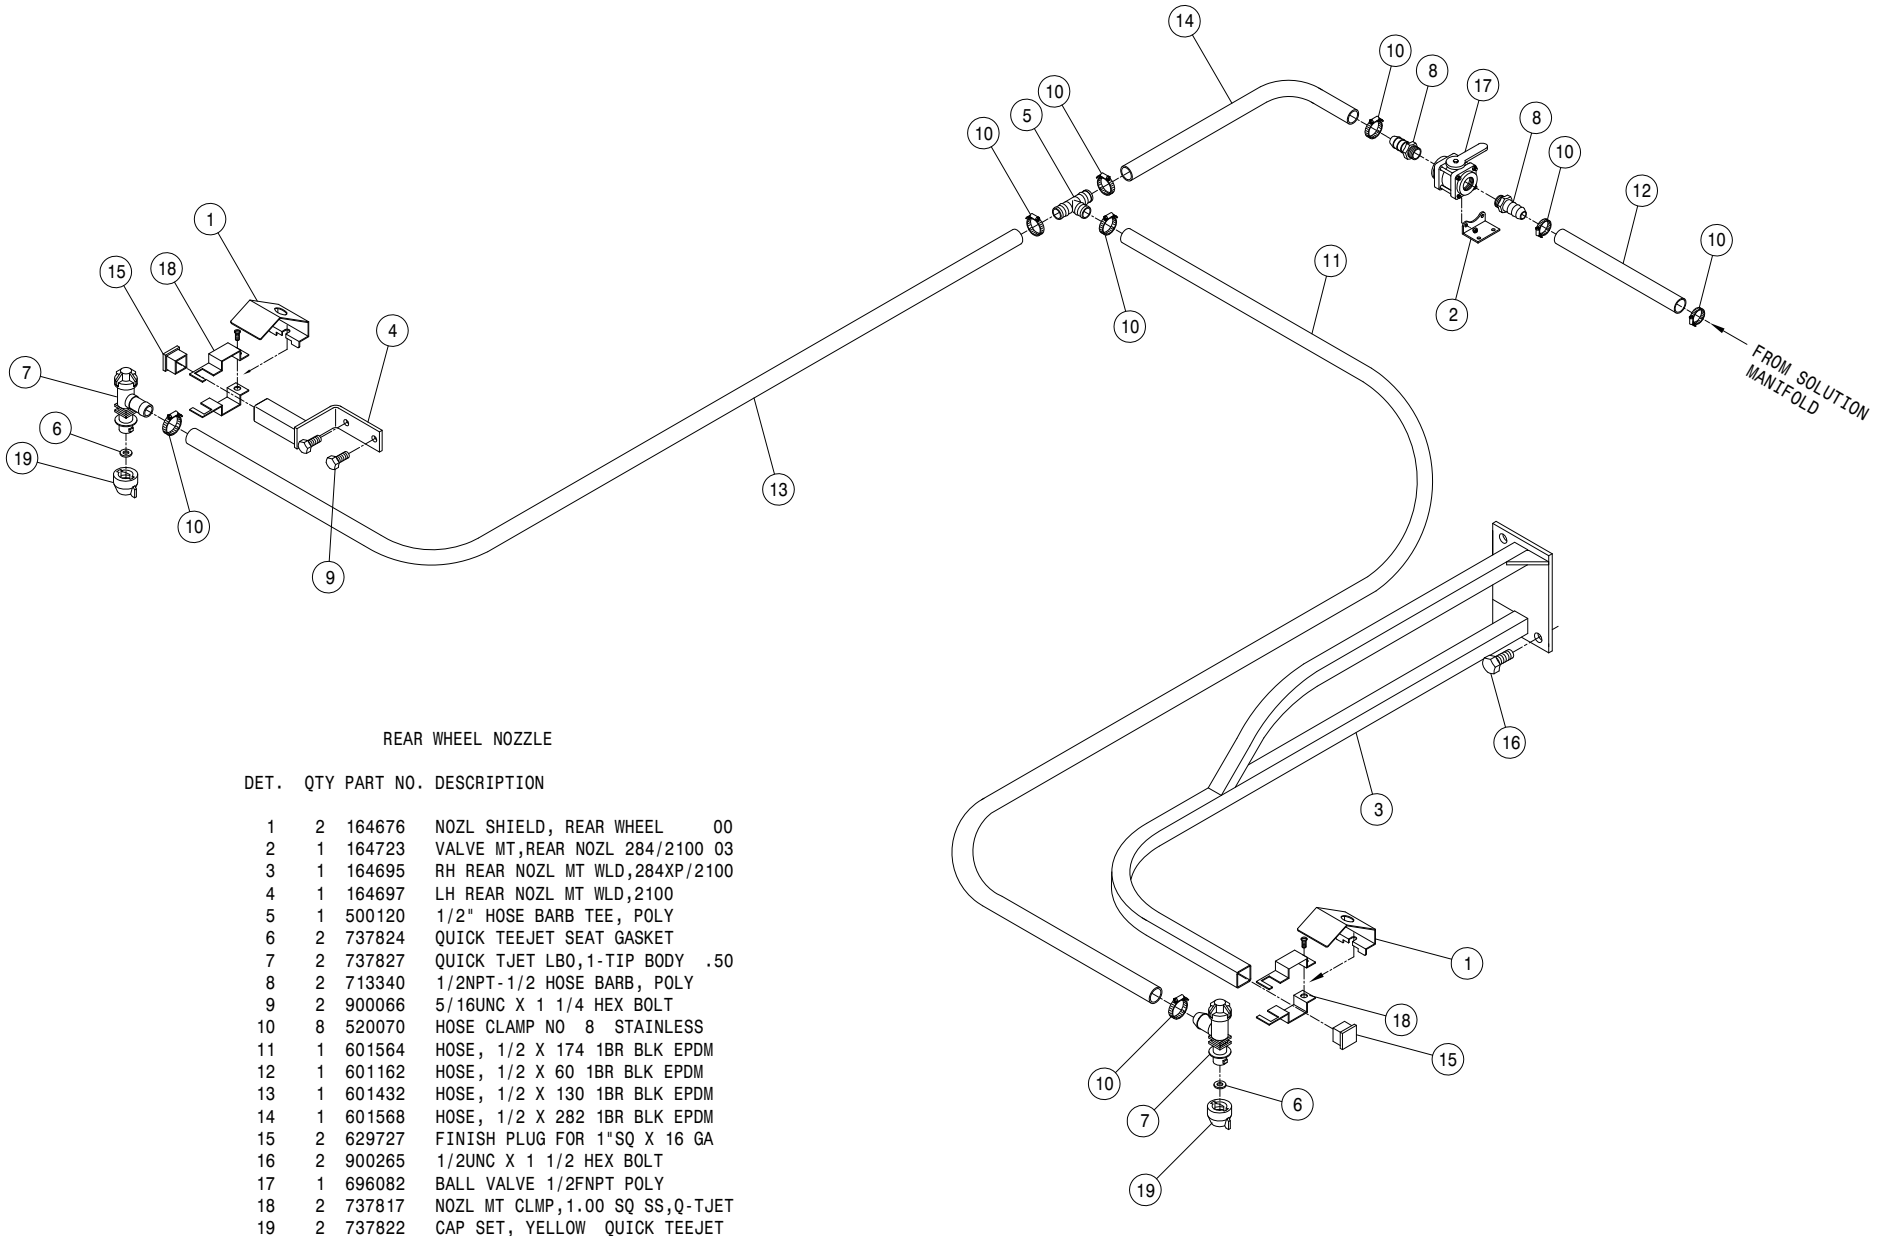 14
10
8
17
10
5
10
8
10
12
1
10
15
18
11
2
10
4
7
FROM SOLUTION
MANIFOLD
6
19
13
10
9
16
3
REAR WHEEL NOZZLE
DET. QTY PART NO. DESCRIPTION
1 2 164676 NOZL SHIELD, REAR WHEEL 00
2 1 164723 VALVE MT,REAR NOZL 284/2100 03
3 1 164695 RH REAR NOZL MT WLD,284XP/2100
4 1 164697 LH REAR NOZL MT WLD,2100
5 1 500120 1/2" HOSE BARB TEE, POLY
6 2 737824 QUICK TEEJET SEAT GASKET
7 2 737827 QUICK TJET LBO,1-TIP BODY .50
8 2 713340 1/2NPT-1/2 HOSE BARB, POLY
9 2 900066 5/16UNC X 1 1/4 HEX BOLT
10 8 520070 HOSE CLAMP NO 8 STAINLESS
11 1 601564 HOSE, 1/2 X 174 1BR BLK EPDM
12 1 601162 HOSE, 1/2 X 60 1BR BLK EPDM
13 1 601432 HOSE, 1/2 X 130 1BR BLK EPDM
14 1 601568 HOSE, 1/2 X 282 1BR BLK EPDM
15 2 629727 FINISH PLUG FOR 1"SQ X 16 GA
16 2 900265 1/2UNC X 1 1/2 HEX BOLT
17 1 696082 BALL VALVE 1/2FNPT POLY
18 2 737817 NOZL MT CLMP,1.00 SQ SS,Q-TJET
19 2 737822 CAP SET, YELLOW QUICK TEEJET
1
18
15
10
6
7
19